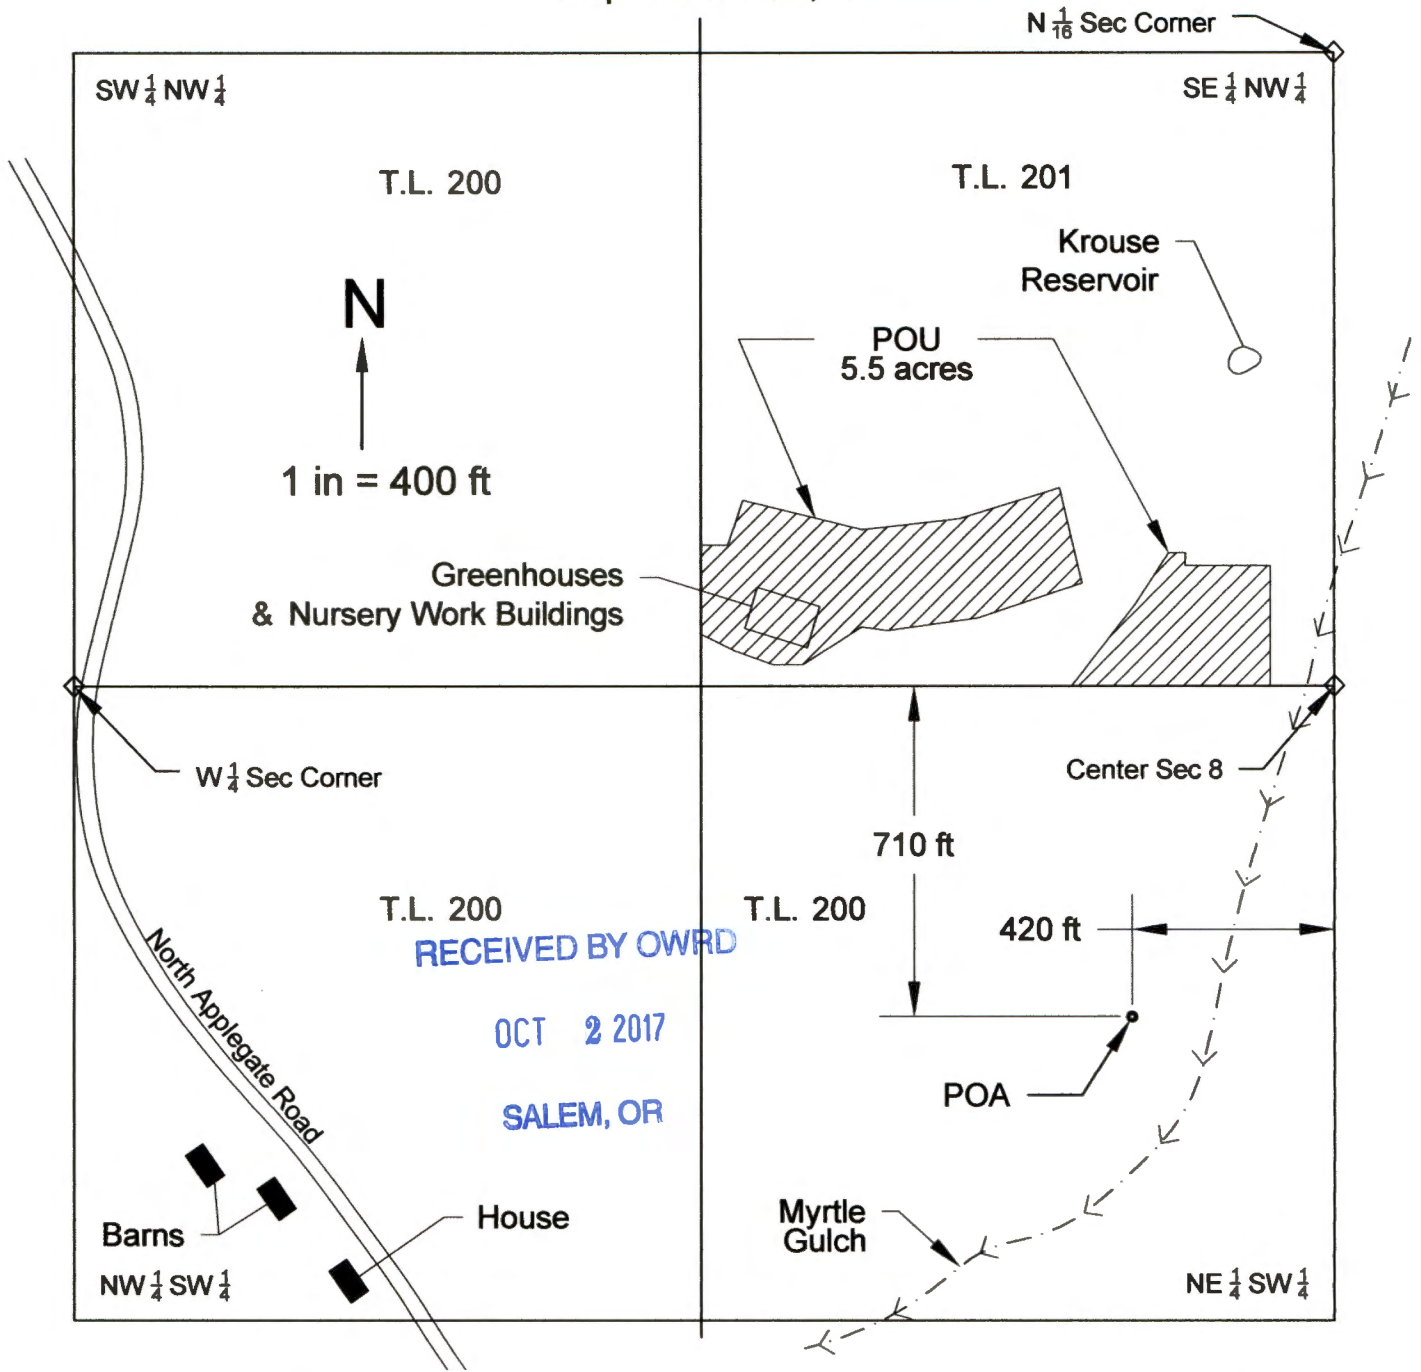 N 1/16 Sec Corner
SW 1/4 NW 1/4
SE 1/4 NW 1/4
T.L. 200
T.L. 201
Krouse
Reservoir
N
POU
5.5 acres
1 in = 400 ft
Greenhouses
& Nursery Work Buildings
W 1/4 Sec Corner
Center Sec 8
710 ft
T.L. 200
T.L. 200
420 ft
RECEIVED BY OWRD
OCT 2 2017
SALEM, OR
North Applegate Road
POA
Barns
House
Myrtle
Gulch
NW 1/4 SW 1/4
NE 1/4 SW 1/4